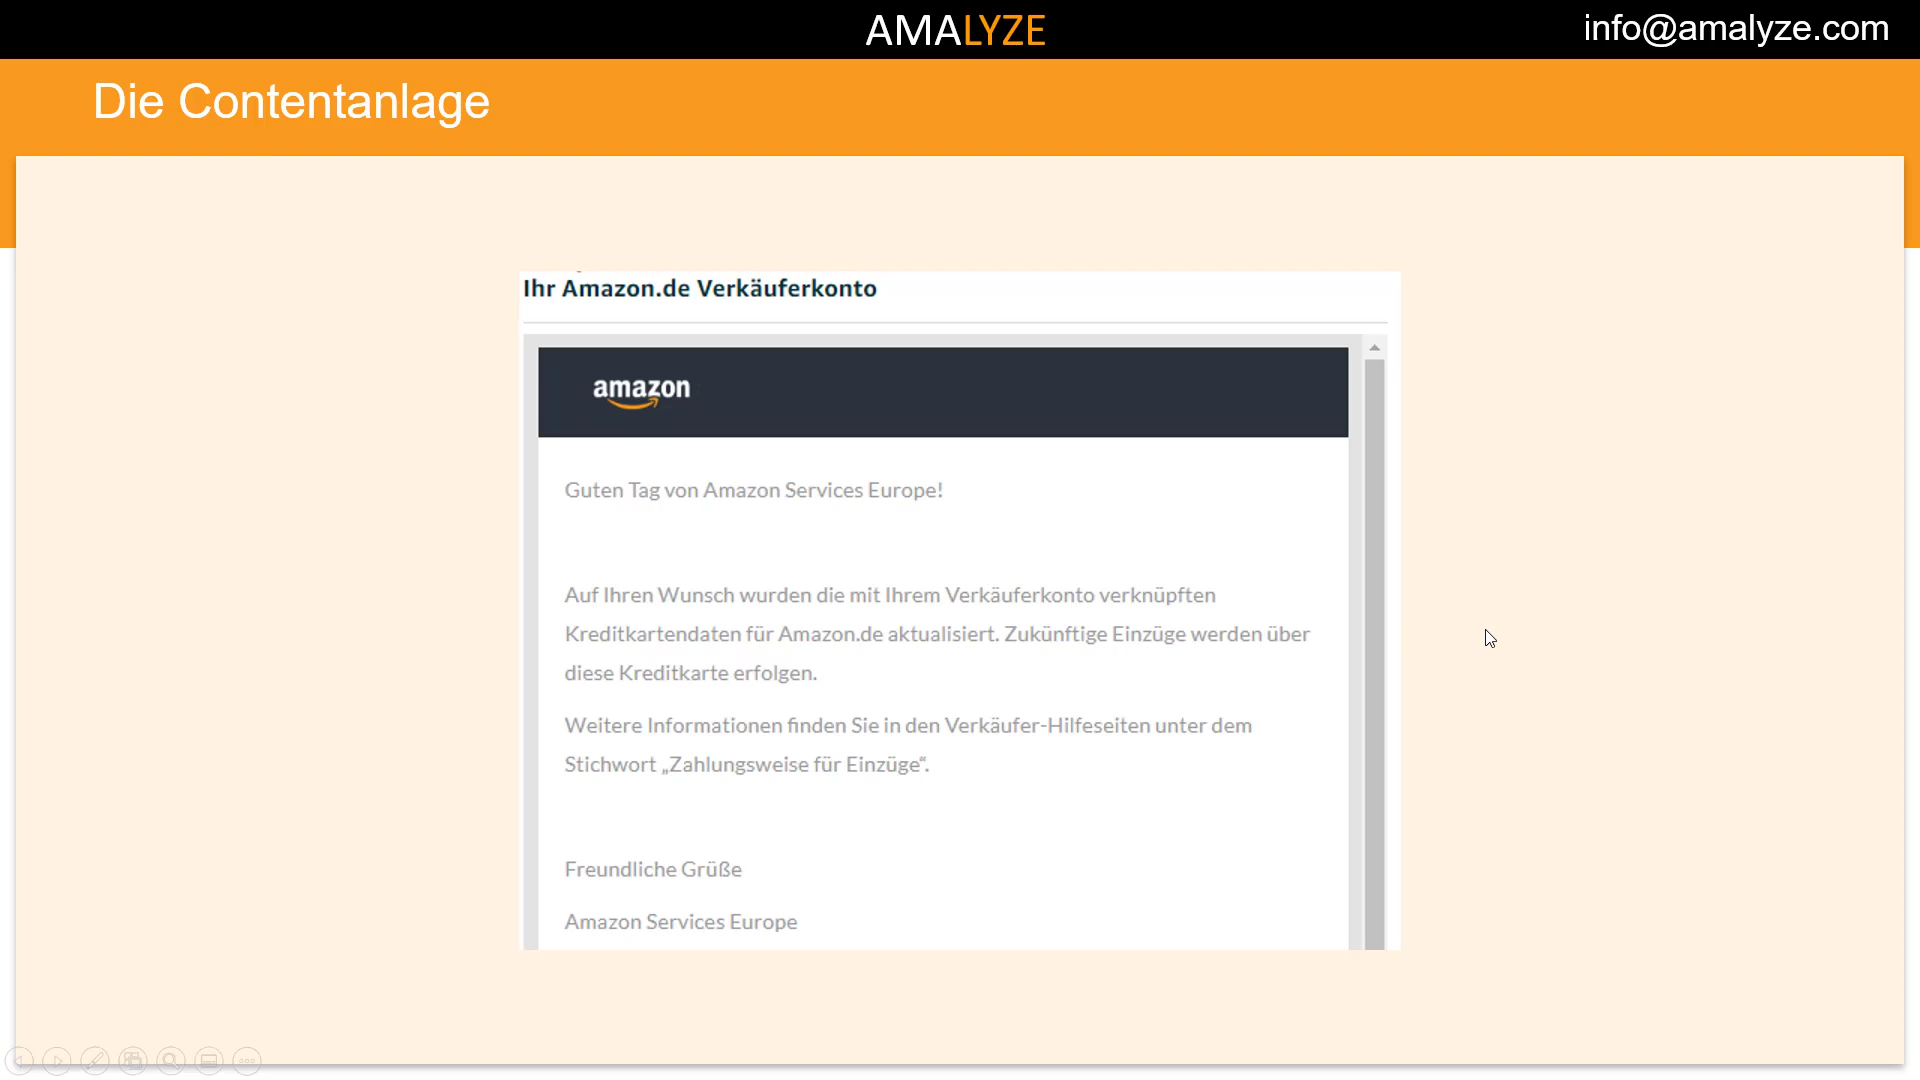 AMALYZE
info@amalyze.com
Die Contentanlage
Ihr Amazon.de Verkäuferkonto
amazon
Guten Tag von Amazon Services Europe!
Auf Ihren Wunsch wurden die mit Ihrem Verkäuferkonto verknüpften
Kreditkartendaten für Amazon.de aktualisiert. Zukünftige Einzüge werden über
diese Kreditkarte erfolgen.
Weitere Informationen finden Sie in den Verkäufer-Hilfeseiten unter dem
Stichwort „Zahlungsweise für Einzüge“.
Freundliche Grüße
Amazon Services Europe